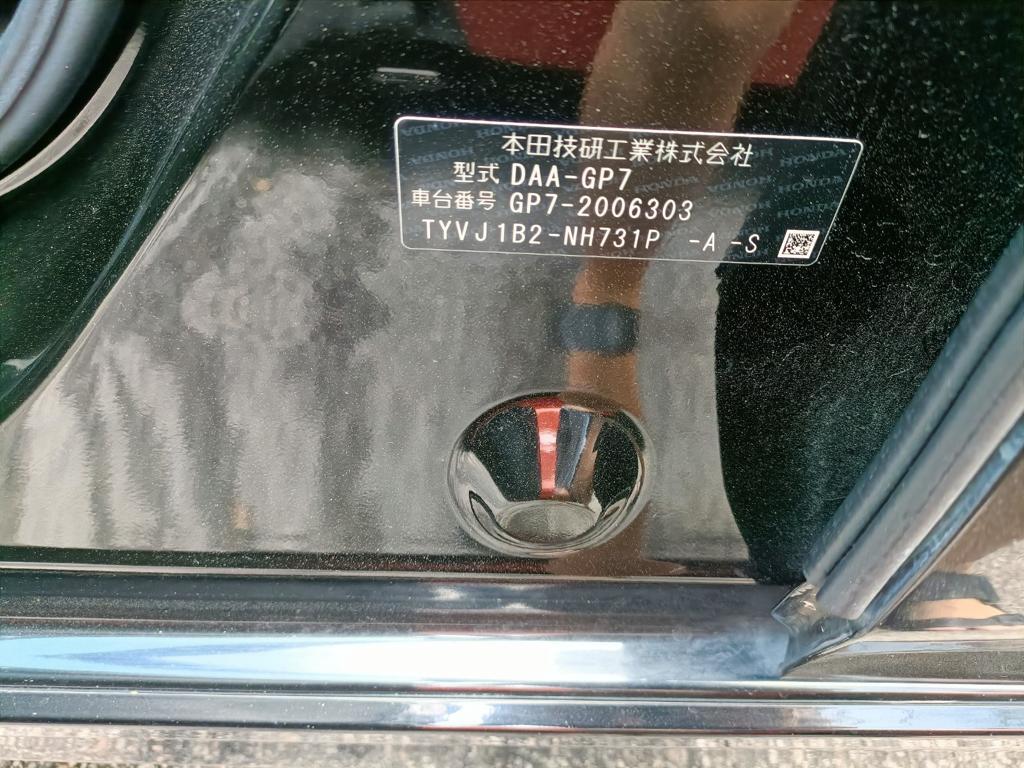 本田技研工業株式会社
型式 DAA-GP7
車台番号 GP7-2006303
TYVJ1B2-NH731P -A -S